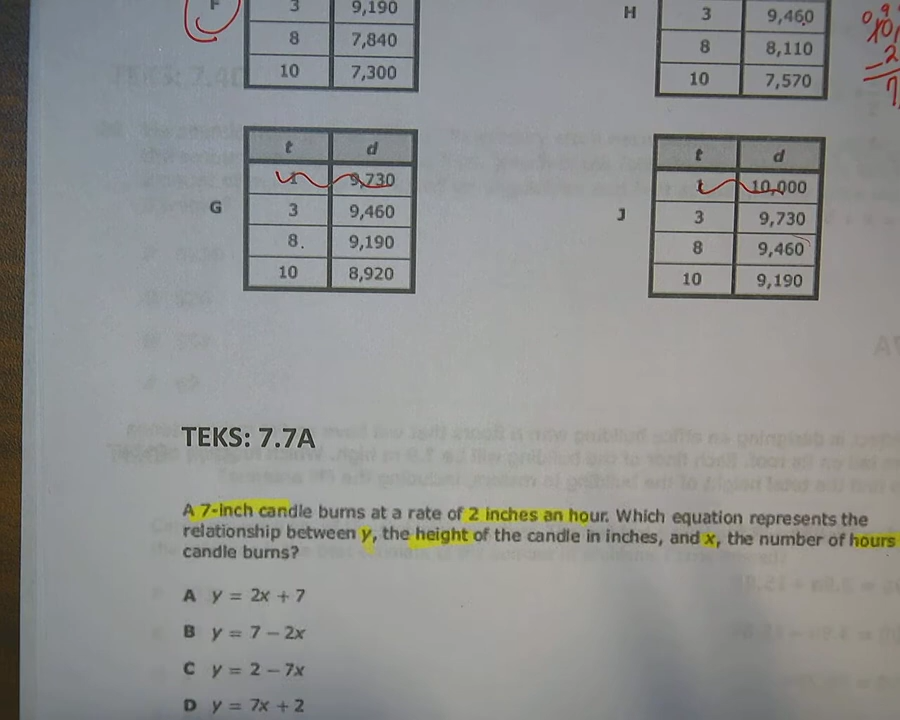 F
3 9,190
8 7,840
10 7,300
H
3 9,460
8 8,110
10 7,570
G
t d
1 9,730
3 9,460
8. 9,190
10 8,920
J
t d
1 10,000
3 9,730
8 9,460
10 9,190
TEKS: 7.7A
A 7-inch candle burns at a rate of 2 inches an hour. Which equation represents the
relationship between y, the height of the candle in inches, and x, the number of hours
candle burns?
A y = 2x + 7
B y = 7 – 2x
C y = 2 – 7x
D y = 7x + 2